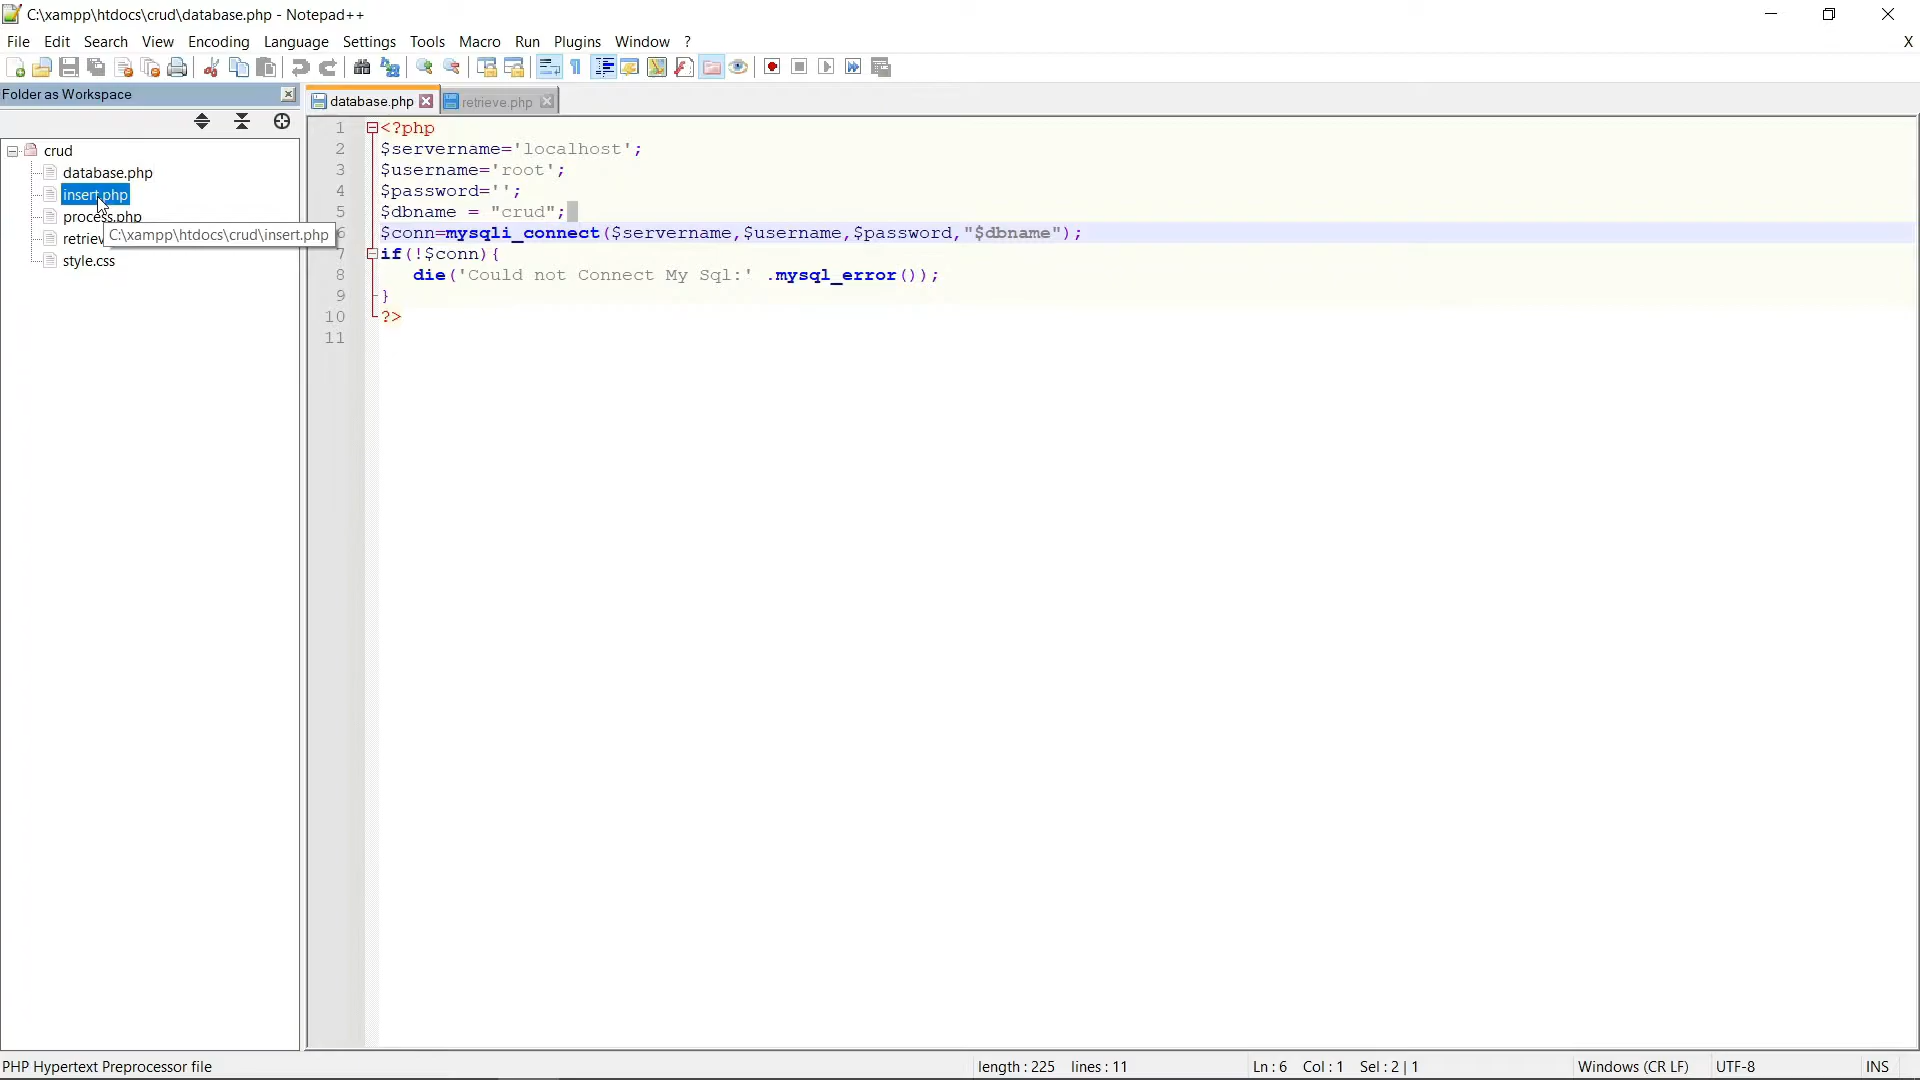 C:\xampp\htdocs\crud\database.php - Notepad++
File Edit Search View Encoding Language Settings Tools Macro Run Plugins Window ? X
Folder as Workspace
database.php retrieve.php
crud
database.php
insert.php
process.php
C:\xampp\htdocs\crud\insert.php
style.css
1 <?php
2 $servername='localhost';
3 $username='root';
4 $password='';
5 $dbname = "crud";
6 $conn=mysqli_connect($servername,$username,$password,"$dbname");
7 if(!$conn){
8 die('Could not Connect My Sql:' .mysql_error());
9 }
10 ?>
11
PHP Hypertext Preprocessor file length : 225 lines : 11 Ln : 6 Col : 1 Sel : 2 | 1 Windows (CR LF) UTF-8 INS